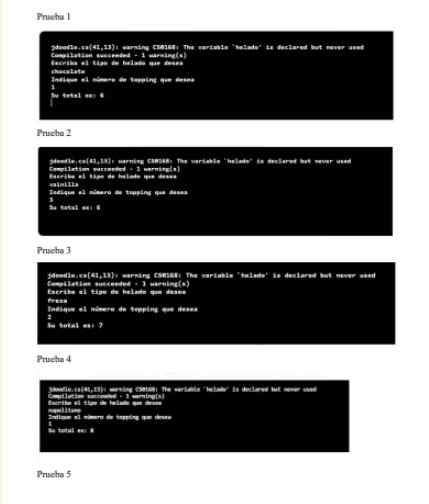 Prueba 1
jdoodle.cs(41,13): warning CS0168: The variable `helado' is declared but never used
Compilation succeeded - 1 warning(s)
Escriba el tipo de helado que desea
chocolate
Indique el número de topping que desea
1
Su total es: 6
Prueba 2
jdoodle.cs(41,13): warning CS0168: The variable `helado' is declared but never used
Compilation succeeded - 1 warning(s)
Escriba el tipo de helado que desea
vainilla
Indique el número de topping que desea
3
Su total es: 6
Prueba 3
jdoodle.cs(41,13): warning CS0168: The variable `helado' is declared but never used
Compilation succeeded - 1 warning(s)
Escriba el tipo de helado que desea
fresa
Indique el número de topping que desea
2
Su total es: 7
Prueba 4
jdoodle.cs(41,13): warning CS0168: The variable `helado' is declared but never used
Compilation succeeded - 1 warning(s)
Escriba el tipo de helado que desea
napolitano
Indique el número de topping que desea
1
Su total es: 8
Prueba 5